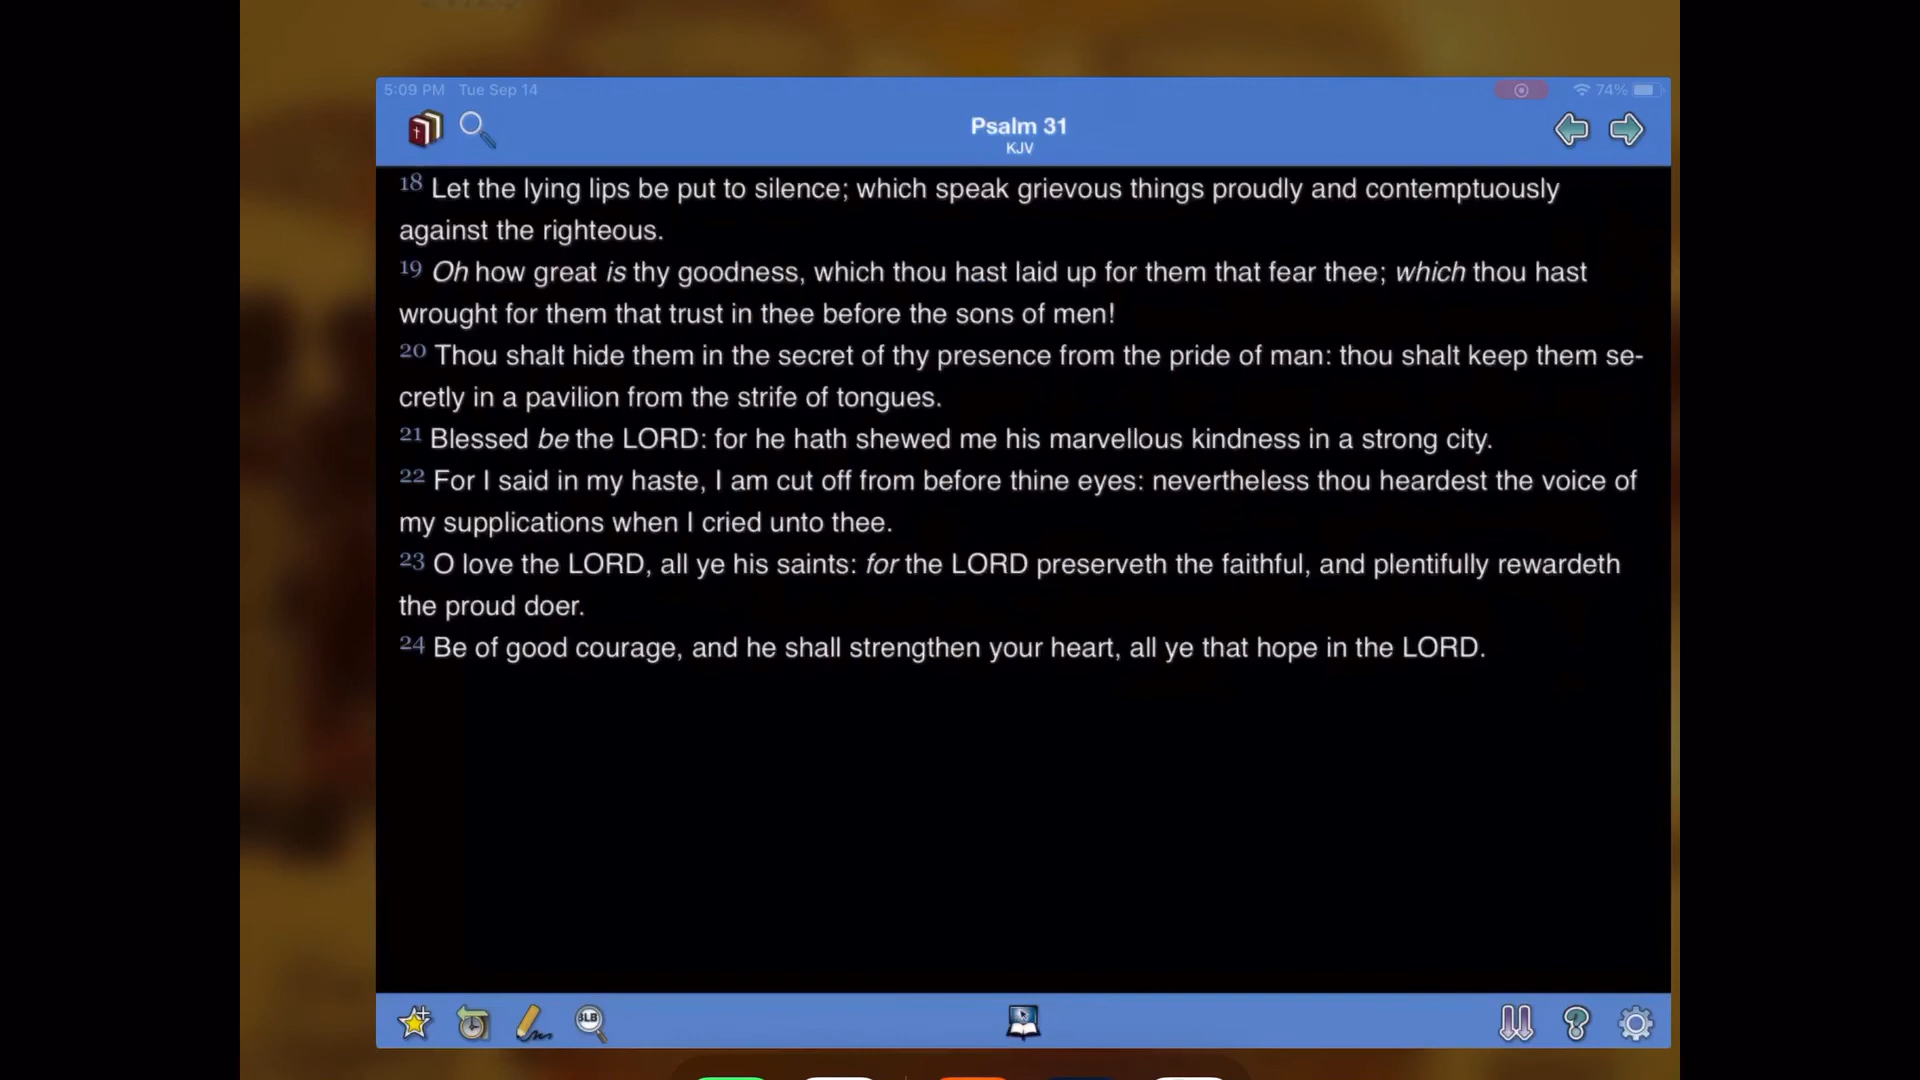 5:09 PM Tue Sep 14
74%
Psalm 31
KJV
18 Let the lying lips be put to silence; which speak grievous things proudly and contemptuously
against the righteous.
19 Oh how great is thy goodness, which thou hast laid up for them that fear thee; which thou hast
wrought for them that trust in thee before the sons of men!
20 Thou shalt hide them in the secret of thy presence from the pride of man: thou shalt keep them se-
cretly in a pavilion from the strife of tongues.
21 Blessed be the LORD: for he hath shewed me his marvellous kindness in a strong city.
22 For I said in my haste, I am cut off from before thine eyes: nevertheless thou heardest the voice of
my supplications when I cried unto thee.
23 O love the LORD, all ye his saints: for the LORD preserveth the faithful, and plentifully rewardeth
the proud doer.
24 Be of good courage, and he shall strengthen your heart, all ye that hope in the LORD.
BLB